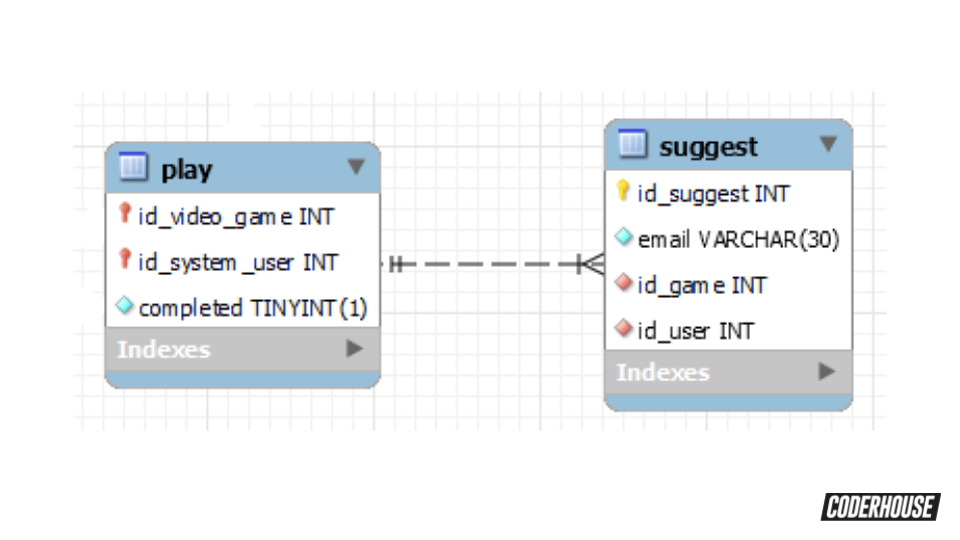 play
id_video_game INT
id_system_user INT
completed TINYINT(1)
Indexes
suggest
id_suggest INT
email VARCHAR(30)
id_game INT
id_user INT
Indexes
CODERHOUSE